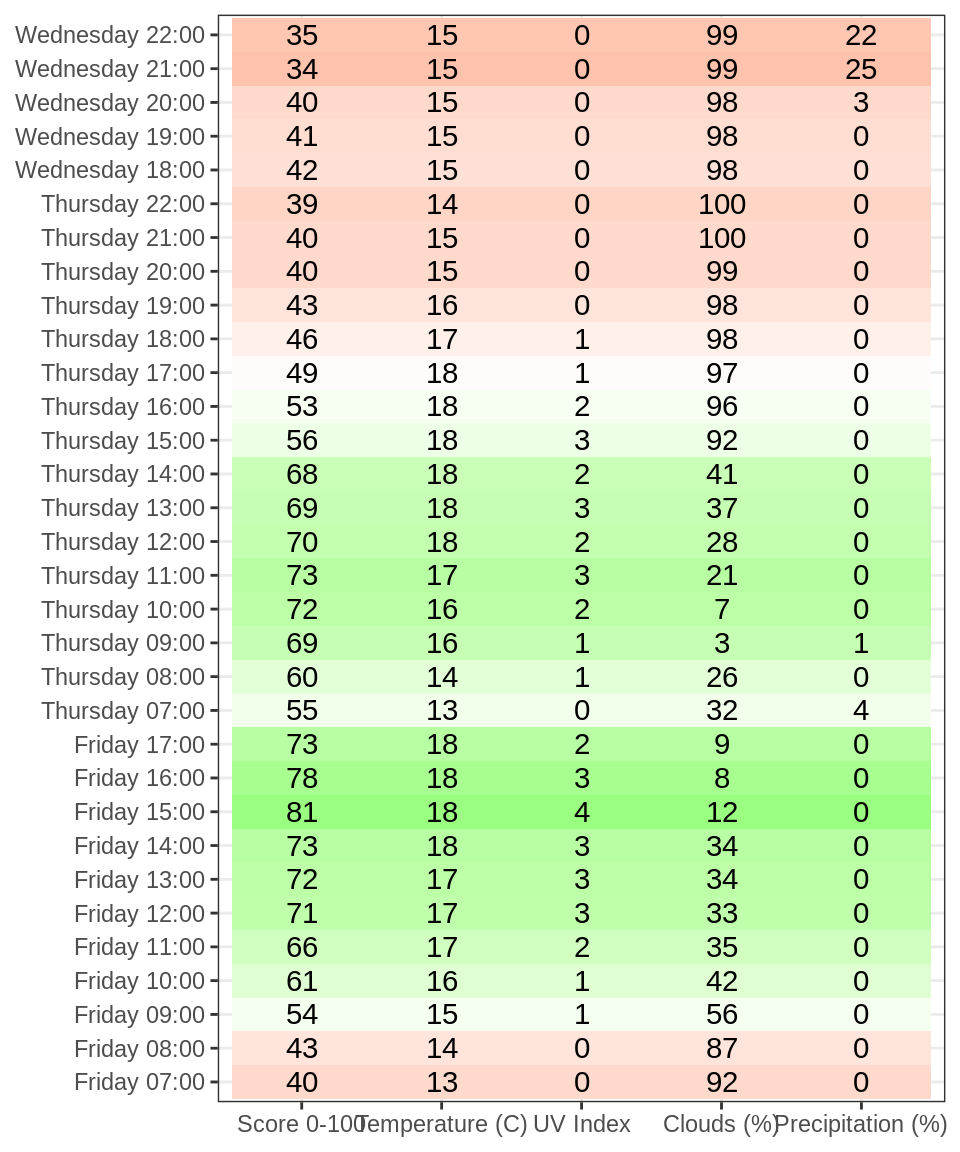 Wednesday 22:00 35 15 0 99 22
Wednesday 21:00 34 15 0 99 25
Wednesday 20:00 40 15 0 98 3
Wednesday 19:00 41 15 0 98 0
Wednesday 18:00 42 15 0 98 0
Thursday 22:00 39 14 0 100 0
Thursday 21:00 40 15 0 100 0
Thursday 20:00 40 15 0 99 0
Thursday 19:00 43 16 0 98 0
Thursday 18:00 46 17 1 98 0
Thursday 17:00 49 18 1 97 0
Thursday 16:00 53 18 2 96 0
Thursday 15:00 56 18 3 92 0
Thursday 14:00 68 18 2 41 0
Thursday 13:00 69 18 3 37 0
Thursday 12:00 70 18 2 28 0
Thursday 11:00 73 17 3 21 0
Thursday 10:00 72 16 2 7 0
Thursday 09:00 69 16 1 3 1
Thursday 08:00 60 14 1 26 0
Thursday 07:00 55 13 0 32 4
Friday 17:00 73 18 2 9 0
Friday 16:00 78 18 3 8 0
Friday 15:00 81 18 4 12 0
Friday 14:00 73 18 3 34 0
Friday 13:00 72 17 3 34 0
Friday 12:00 71 17 3 33 0
Friday 11:00 66 17 2 35 0
Friday 10:00 61 16 1 42 0
Friday 09:00 54 15 1 56 0
Friday 08:00 43 14 0 87 0
Friday 07:00 40 13 0 92 0
Score 0-100 Temperature (C) UV Index Clouds (%) Precipitation (%)